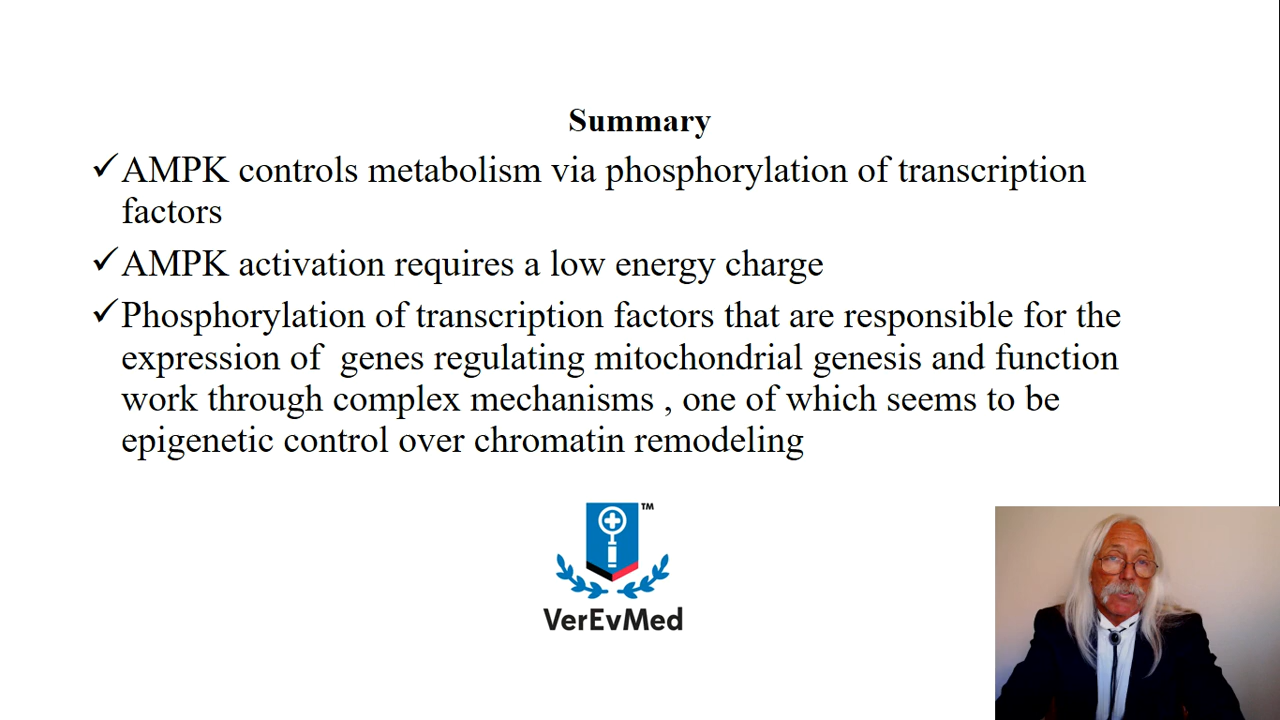 Summary
✓AMPK controls metabolism via phosphorylation of transcription
factors
✓AMPK activation requires a low energy charge
✓Phosphorylation of transcription factors that are responsible for the
expression of  genes regulating mitochondrial genesis and function
work through complex mechanisms , one of which seems to be
epigenetic control over chromatin remodeling
TM
VerEvMed